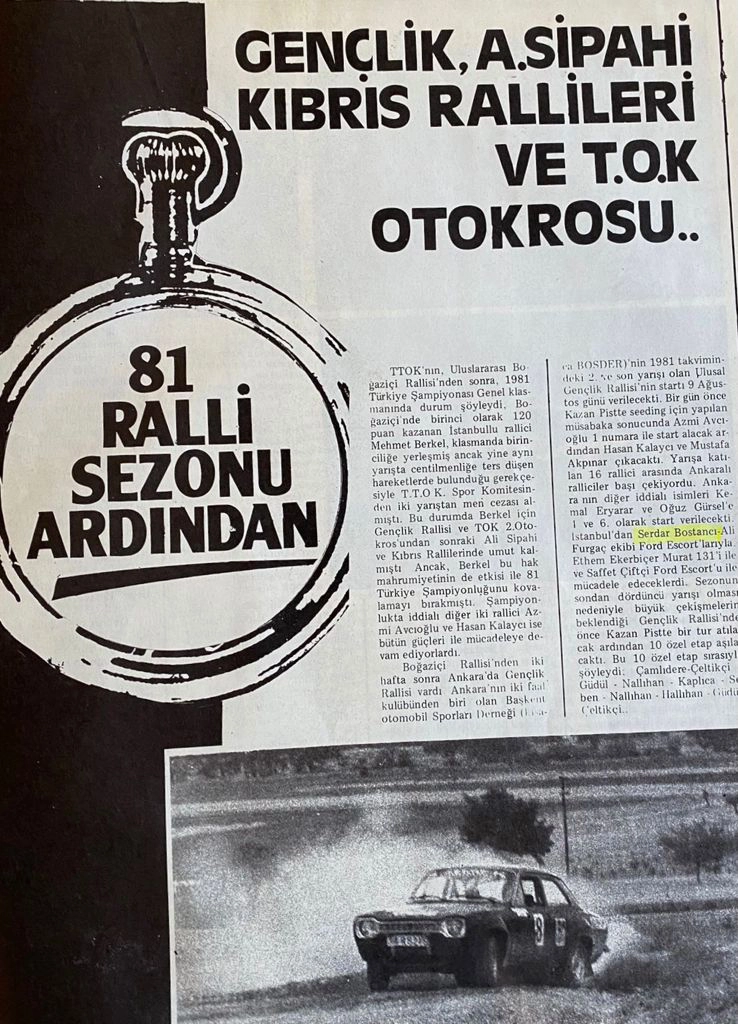 GENÇLİK, A.SİPAHİ
KIBRIS RALLİLERİ
VE T.O.K
OTOKROSU..
81
RALLİ
SEZONU
ARDINDAN
TTOK'nın, Uluslararası Bo-
ğaziçi Rallisi'nden sonra, 1981
Türkiye Şampiyonası Genel klas-
manında durum şöyleydi, Bo-
ğaziçi'nde birinci olarak 120
puan kazanan İstanbullu rallici
Mehmet Berkel, klasmanda birin-
ciliğe yerleşmiş ancak yine aynı
yarışta centilmenliğe ters düşen
hareketlerde bulunduğu gerekçe-
siyle T.T.O.K. Spor Komitesin-
den iki yarıştan men cezası al-
mıştı. Bu durumda Berkel için
Gençlik Rallisi ve TOK 2.Oto-
kros'undan sonraki Ali Sipahi
ve Kıbrıs Rallilerinde umut kal-
mıştı Ancak, Berkel bu hak
mahrumiyetinin de etkisi ile 81
Türkiye Şampiyonluğunu kova-
lamayı bırakmıştı. Şampiyon-
lukta iddialı diğer iki rallici Az-
mi Avcıoğlu ve Hasan Kalaycı ise
bütün güçleri ile mücadeleye de-
vam ediyorlardı.
Boğaziçi Rallisi'nden iki
hafta sonra Ankara'da Gençlik
Rallisi vardı Ankara'nın iki faal
kulübünden biri olan Başkent
otomobil Sporları Derneği
BOSDER)'nin 1981 takvimin-
deki 2. ve son yarışı olan Ulusal
Gençlik Rallisi'nin startı 9 Ağus-
tos günü verilecekti. Bir gün önce
Kazan Pistte seeding için yapılan
müsabaka sonucunda Azmi Avcı-
oğlu 1 numara ile start alacak ar-
dından Hasan Kalaycı ve Mustafa
Akpınar çıkacaktı. Yarışa katı-
lan 16 rallici arasında Ankaralı
ralliciler başı çekiyordu. Anka-
ra'nın diğer iddialı isimleri Ke-
mal Eryarar ve Oğuz Gürsel'e
ve 6. olarak start verilecekti.
İstanbul'dan Serdar Bostancı-Ali
Furgaç ekibi Ford Escort'larıyla.
Ethem Ekerbiçer Murat 131'i ile
ve Saffet Çiftçi Ford Escort'u ile
mücadele edeceklerdi. Sezonun
sondan dördüncü yarışı olması
nedeniyle büyük çekişmelerin
beklendiği Gençlik Rallisi'nde
önce Kazan Pistte bir tur atıla-
cak ardından 10 özel etap aşıla-
caktı. Bu 10 özel etap sırasıyl
şöyleydi; Çamlıdere-Çeltikçi
Güdül - Nallıhan - Kaplıca - Se
ben - Nallıhan - Hallıhan - Güdü
Çeltikçi..